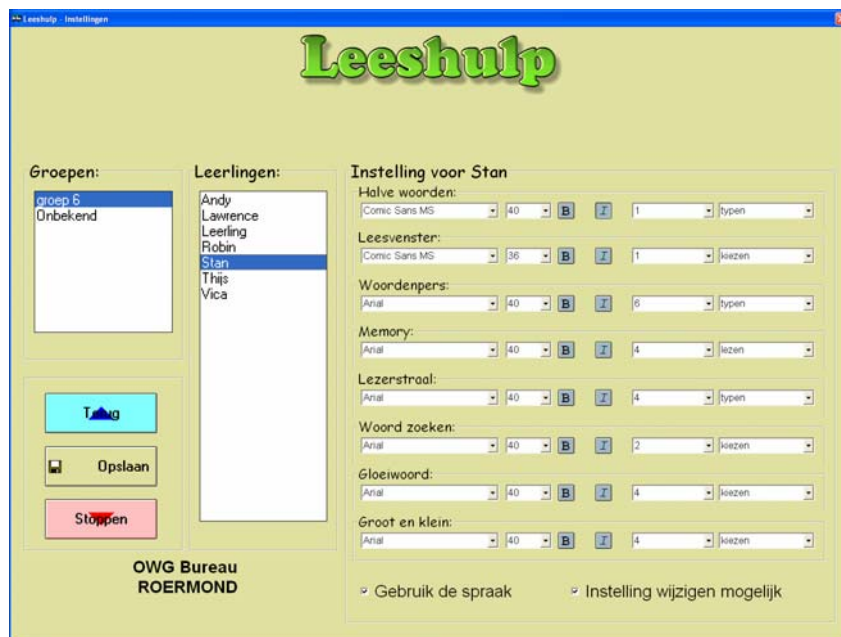 Leeshulp - Instellingen
Leeshulp
Groepen:
groep 6
Onbekend
Leerlingen:
Andy
Lawrence
Leerling
Robin
Stan
Thijs
Vica
Terug
Opslaan
Stoppen
OWG Bureau
ROERMOND
Instelling voor Stan
Halve woorden:
Comic Sans MS 40 B I 1 typen
Leesvenster:
Comic Sans MS 36 B I 1 kiezen
Woordenpers:
Arial 40 B I 6 typen
Memory:
Arial 40 B I 4 lezen
Lezerstraal:
Arial 40 B I 4 typen
Woord zoeken:
Arial 40 B I 2 kiezen
Gloeiwoord:
Arial 40 B I 4 kiezen
Groot en klein:
Arial 40 B I 4 kiezen
Gebruik de spraak Instelling wijzigen mogelijk